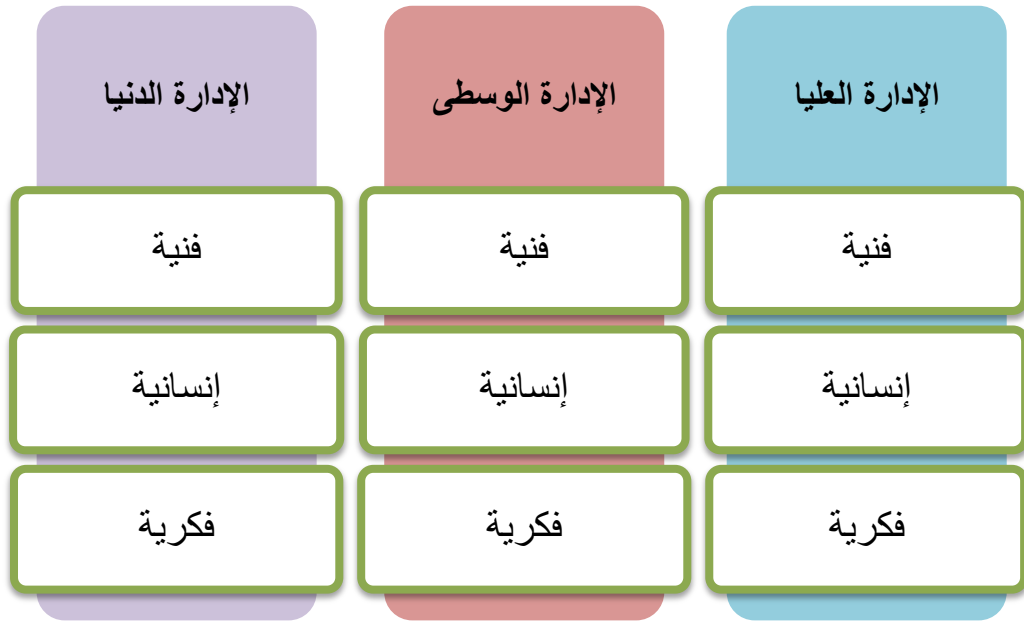 الإدارة العليا
الإدارة الوسطى
الإدارة الدنيا
فنية
فنية
فنية
إنسانية
إنسانية
إنسانية
فكرية
فكرية
فكرية